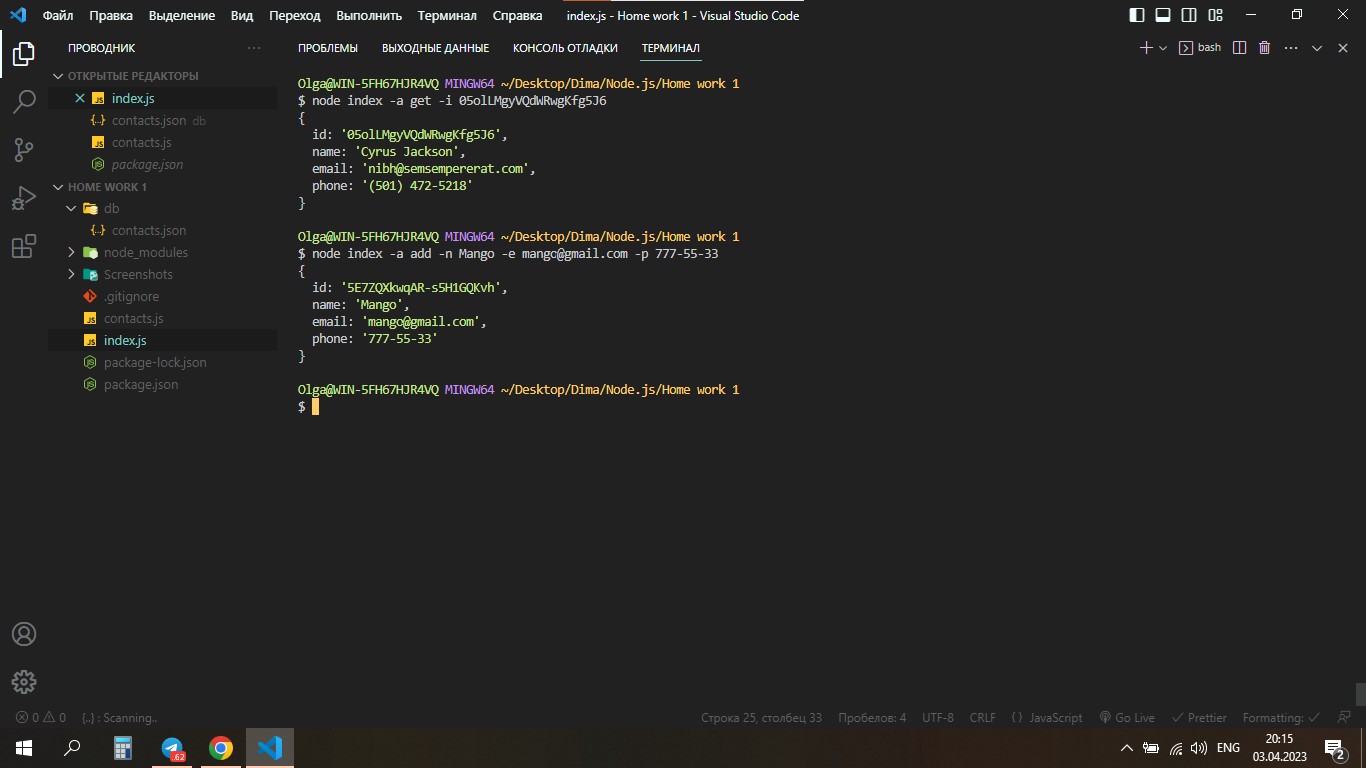 Файл Правка Выделение Вид Переход Выполнить Терминал Справка index.js - Home work 1 - Visual Studio Code
ПРОВОДНИК
ОТКРЫТЫЕ РЕДАКТОРЫ
index.js
contacts.json db
contacts.js
package.json
HOME WORK 1
db
contacts.json
node_modules
Screenshots
.gitignore
contacts.js
index.js
package-lock.json
package.json
ПРОБЛЕМЫ ВЫХОДНЫЕ ДАННЫЕ КОНСОЛЬ ОТЛАДКИ ТЕРМИНАЛ bash
Olga@WIN-5FH67HJR4VQ MINGW64 ~/Desktop/Dima/Node.js/Home work 1
$ node index -a get -i 05olLMgyVQdWRwgKfg5J6
{
id: '05olLMgyVQdWRwgKfg5J6',
name: 'Cyrus Jackson',
email: 'nibh@semsempererat.com',
phone: '(501) 472-5218'
}
Olga@WIN-5FH67HJR4VQ MINGW64 ~/Desktop/Dima/Node.js/Home work 1
$ node index -a add -n Mango -e mango@gmail.com -p 777-55-33
{
id: '5E7ZQXkwqAR-s5H1GQKvh',
name: 'Mango',
email: 'mango@gmail.com',
phone: '777-55-33'
}
Olga@WIN-5FH67HJR4VQ MINGW64 ~/Desktop/Dima/Node.js/Home work 1
$
0 0 {..} : Scanning.. Строка 25, столбец 33 Пробелов: 4 UTF-8 CRLF { } JavaScript Go Live Prettier Formatting:
.62 ENG 20:15
03.04.2023 2